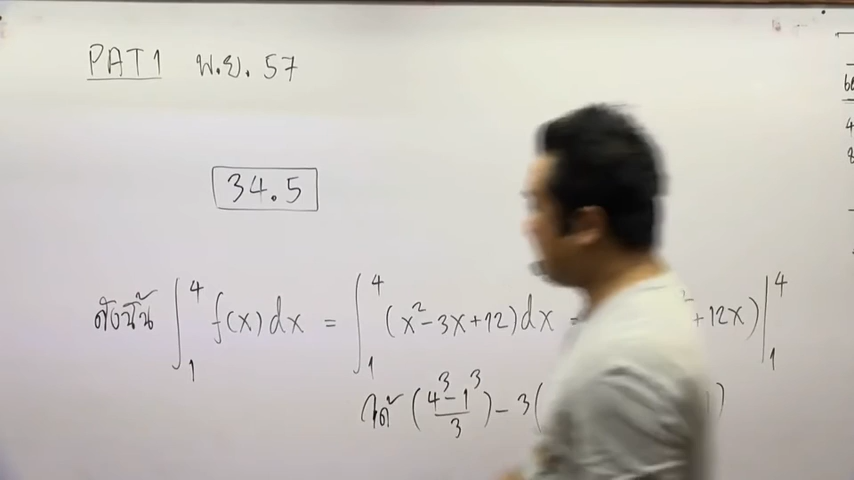 PAT1 พ.ย. 57
34.5
ดังนั้น ∫₁⁴ f(x)dx = ∫₁⁴ (x²-3x+12)dx = ² +12x)|₁⁴
ได้ (4³-1³/3) - 3( )